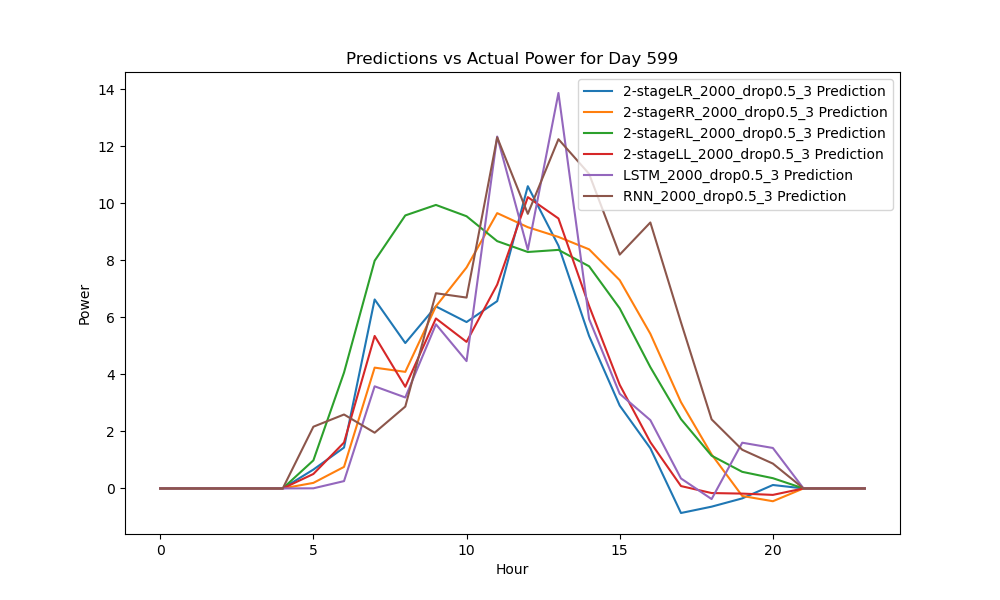 Predictions vs Actual Power for Day 599
14
12
10
8
6
4
2
0
Power
2-stageLR_2000_drop0.5_3 Prediction
2-stageRR_2000_drop0.5_3 Prediction
2-stageRL_2000_drop0.5_3 Prediction
2-stageLL_2000_drop0.5_3 Prediction
LSTM_2000_drop0.5_3 Prediction
RNN_2000_drop0.5_3 Prediction
0 5 10 15 20
Hour